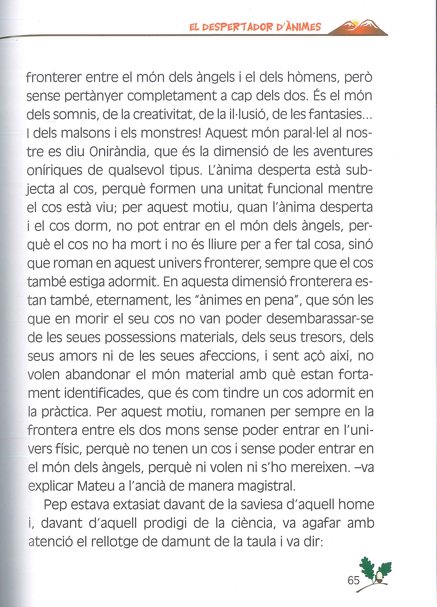 EL DESPERTADOR D'ÀNIMES
fronterer entre el món dels àngels i el dels hòmens, però
sense pertànyer completament a cap dels dos. És el món
dels somnis, de la creativitat, de la il·lusió, de les fantasies...
I dels malsons i els monstres! Aquest món paral·lel al nos-
tre es diu Oniràndia, que és la dimensió de les aventures
oníriques de qualsevol tipus. L'ànima desperta està sub-
jecta al cos, perquè formen una unitat funcional mentre
el cos està viu; per aquest motiu, quan l'ànima desperta
i el cos dorm, no pot entrar en el món dels àngels, per-
què el cos no ha mort i no és lliure per a fer tal cosa, sinó
que roman en aquest univers fronterer, sempre que el cos
també estiga adormit. En aquesta dimensió fronterera es-
tan també, eternament, les "ànimes en pena", que són les
que en morir el seu cos no van poder desembarassar-se
de les seues possessions materials, dels seus tresors, dels
seus amors ni de les seues afeccions, i sent açò així, no
volen abandonar el món material amb què estan forta-
ment identificades, que és com tindre un cos adormit en
la pràctica. Per aquest motiu, romanen per sempre en la
frontera entre els dos mons sense poder entrar en l'uni-
vers físic, perquè no tenen un cos i sense poder entrar en
el món dels àngels, perquè ni volen ni s'ho mereixen. –va
explicar Mateu a l'ancià de manera magistral.
Pep estava extasiat davant de la saviesa d'aquell home
i, davant d'aquell prodigi de la ciència, va agafar amb
atenció el rellotge de damunt de la taula i va dir:
65